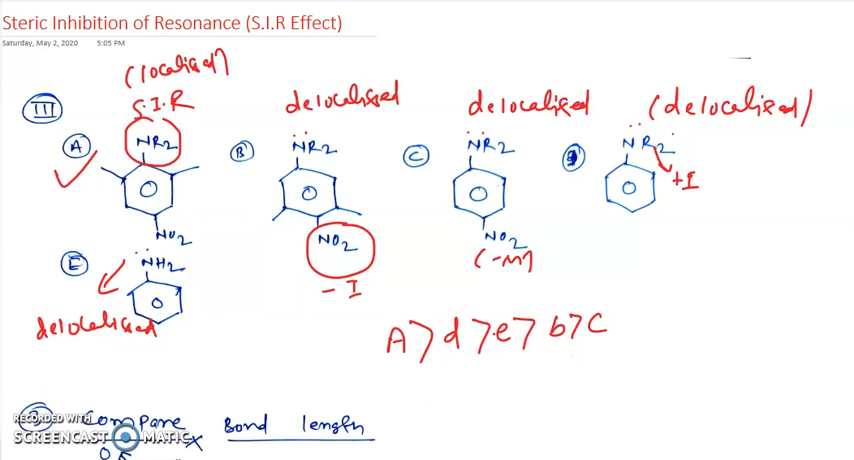 Steric Inhibition of Resonance (S.I.R Effect)
Saturday, May 2, 2020 5:05 PM
(localised)
S.I.R
delocalised
delocalised
(delocalised)
III
A
NR2
B
NR2
C
NR2
NR2
+I
NO2
NO2
NO2
- I
(-M)
E
NH2
delocalised
A > d > e > b > C
RECORDED WITH
SCREENCAST MATIC
Compare Bond length